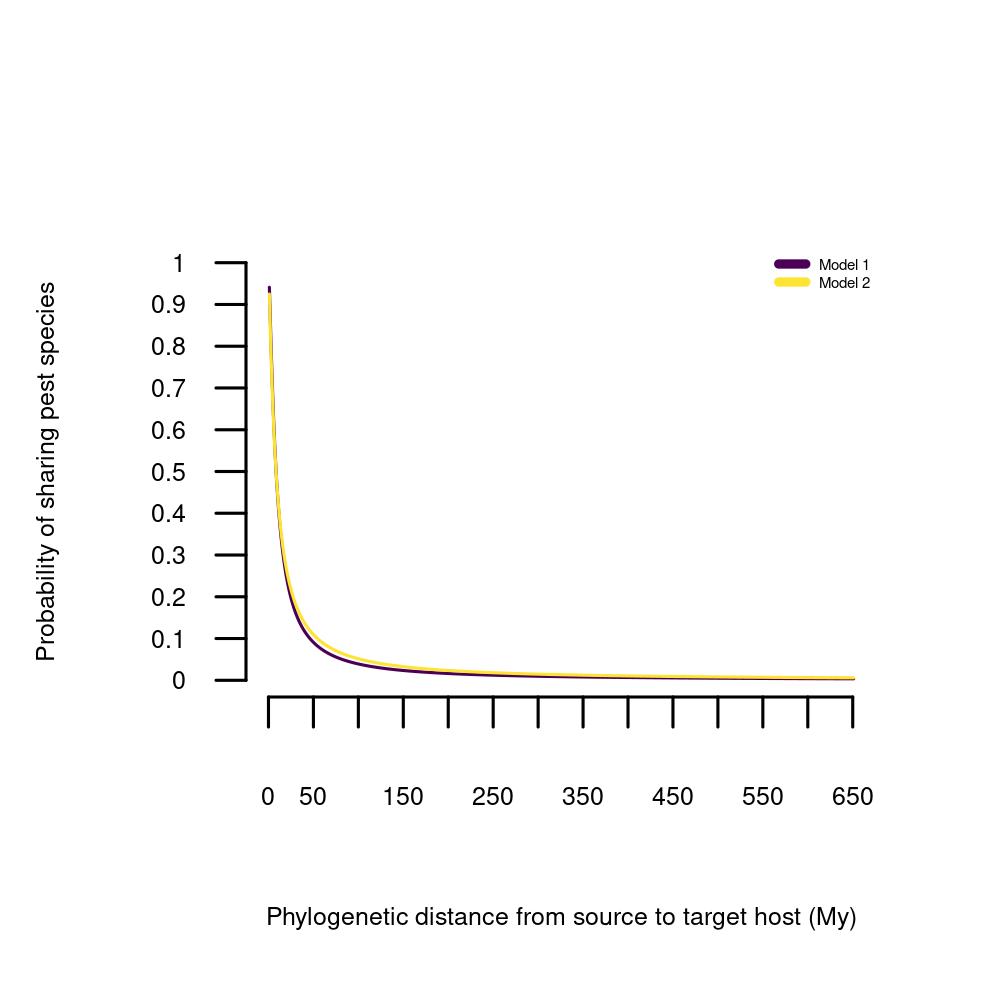 Model 1
Model 2
Probability of sharing pest species
1
0.9
0.8
0.7
0.6
0.5
0.4
0.3
0.2
0.1
0
0 50 150 250 350 450 550 650
Phylogenetic distance from source to target host (My)